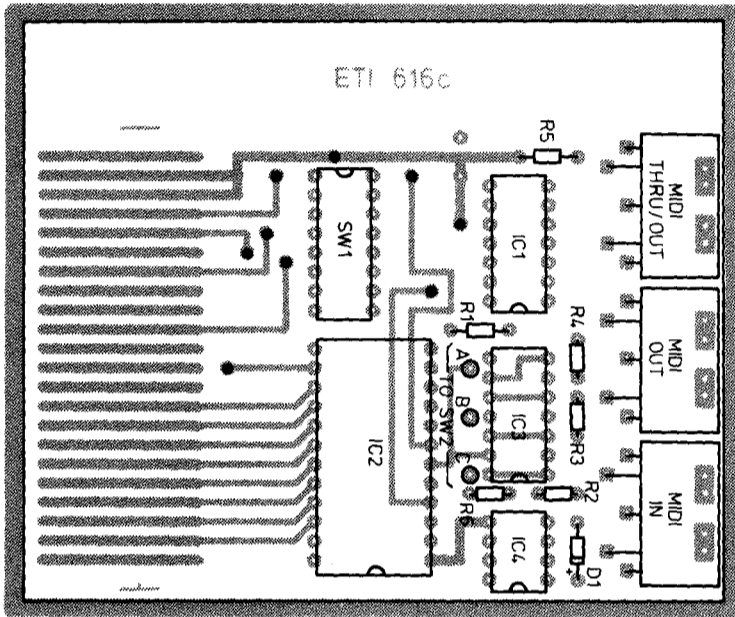 ETI 616c
R5
MIDI
THRU/OUT
SW1
IC1
R1
R4
MIDI
OUT
A
TO SW2
B
C
IC2
IC3
R3
R6
R2
MIDI
IN
IC4
D1
+